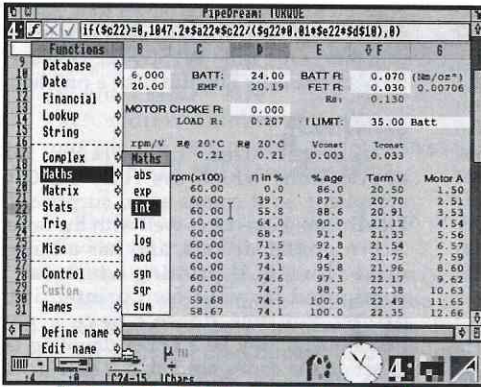 PipeDream: TORQUE
if($c22)=0,1047.2*$a22*$c22/($g22*0.01*$e22*$d$10),0)
Functions B C D E F G
Database
Date 6,000 BATT: 24.00 BATT R: 0.070 (Nm/oz")
Financial 20.00 EMF: 20.19 FET R: 0.030 0.00706
Lookup Rs: 0.130
String MOTOR CHOKE R: 0.000
LOAD R: 0.207 I LIMIT: 35.00 Batt
rpm/V R@ 20°C R@ 20°C Vconst Tconst
Complex 0.21 0.21 0.003 0.033
Maths Maths
Matrix abs rpm(x100) η in % % age Term V Motor A
Stats exp 60.00 0.0 86.0 20.50 1.50
Trig int 60.00 39.7 87.3 20.70 2.51
ln 60.00 55.8 88.6 20.91 3.53
Misc log 60.00 64.0 90.0 21.12 4.54
mod 60.00 68.7 91.4 21.33 5.56
Control sgn 60.00 71.5 92.8 21.54 6.57
Custom sqr 60.00 73.2 94.3 21.75 7.59
Names sum 60.00 74.1 95.8 21.96 8.60
60.00 74.6 97.3 22.17 9.62
60.00 74.7 98.9 22.38 10.63
59.68 74.5 100.0 22.49 11.65
58.67 74.1 100.0 22.35 12.66
Define name
Edit name
:4 :0 LC24-15 !Chars